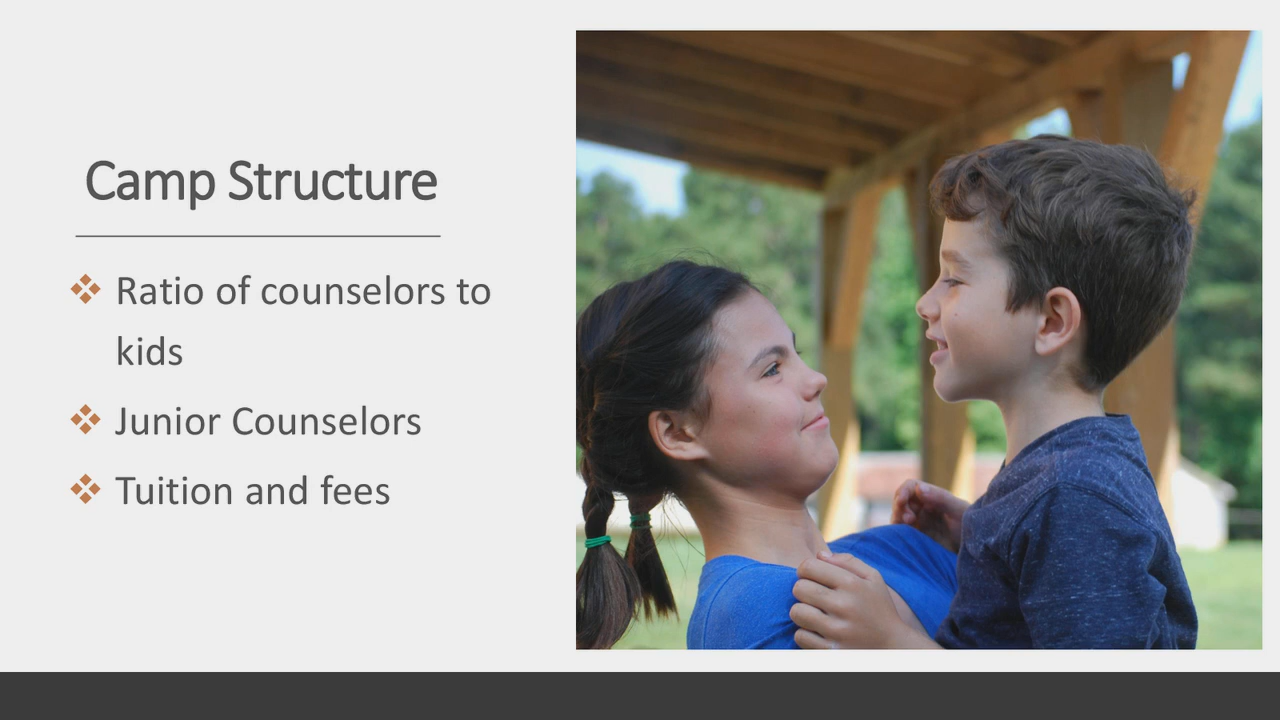 Camp Structure
Ratio of counselors to
kids
Junior Counselors
Tuition and fees